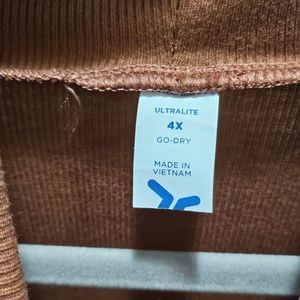 ULTRALITE
4X
GO-DRY
MADE IN
VIETNAM